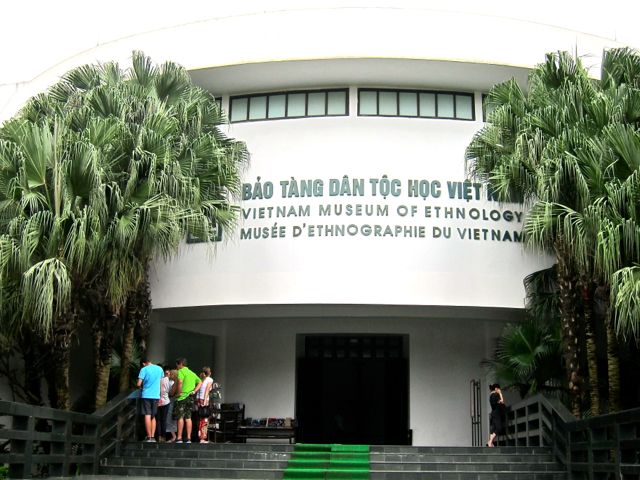 BẢO TÀNG DÂN TỘC HỌC VIỆT
VIETNAM MUSEUM OF ETHNOLOGY
MUSÉE D'ETHNOGRAPHIE DU VIETNAM